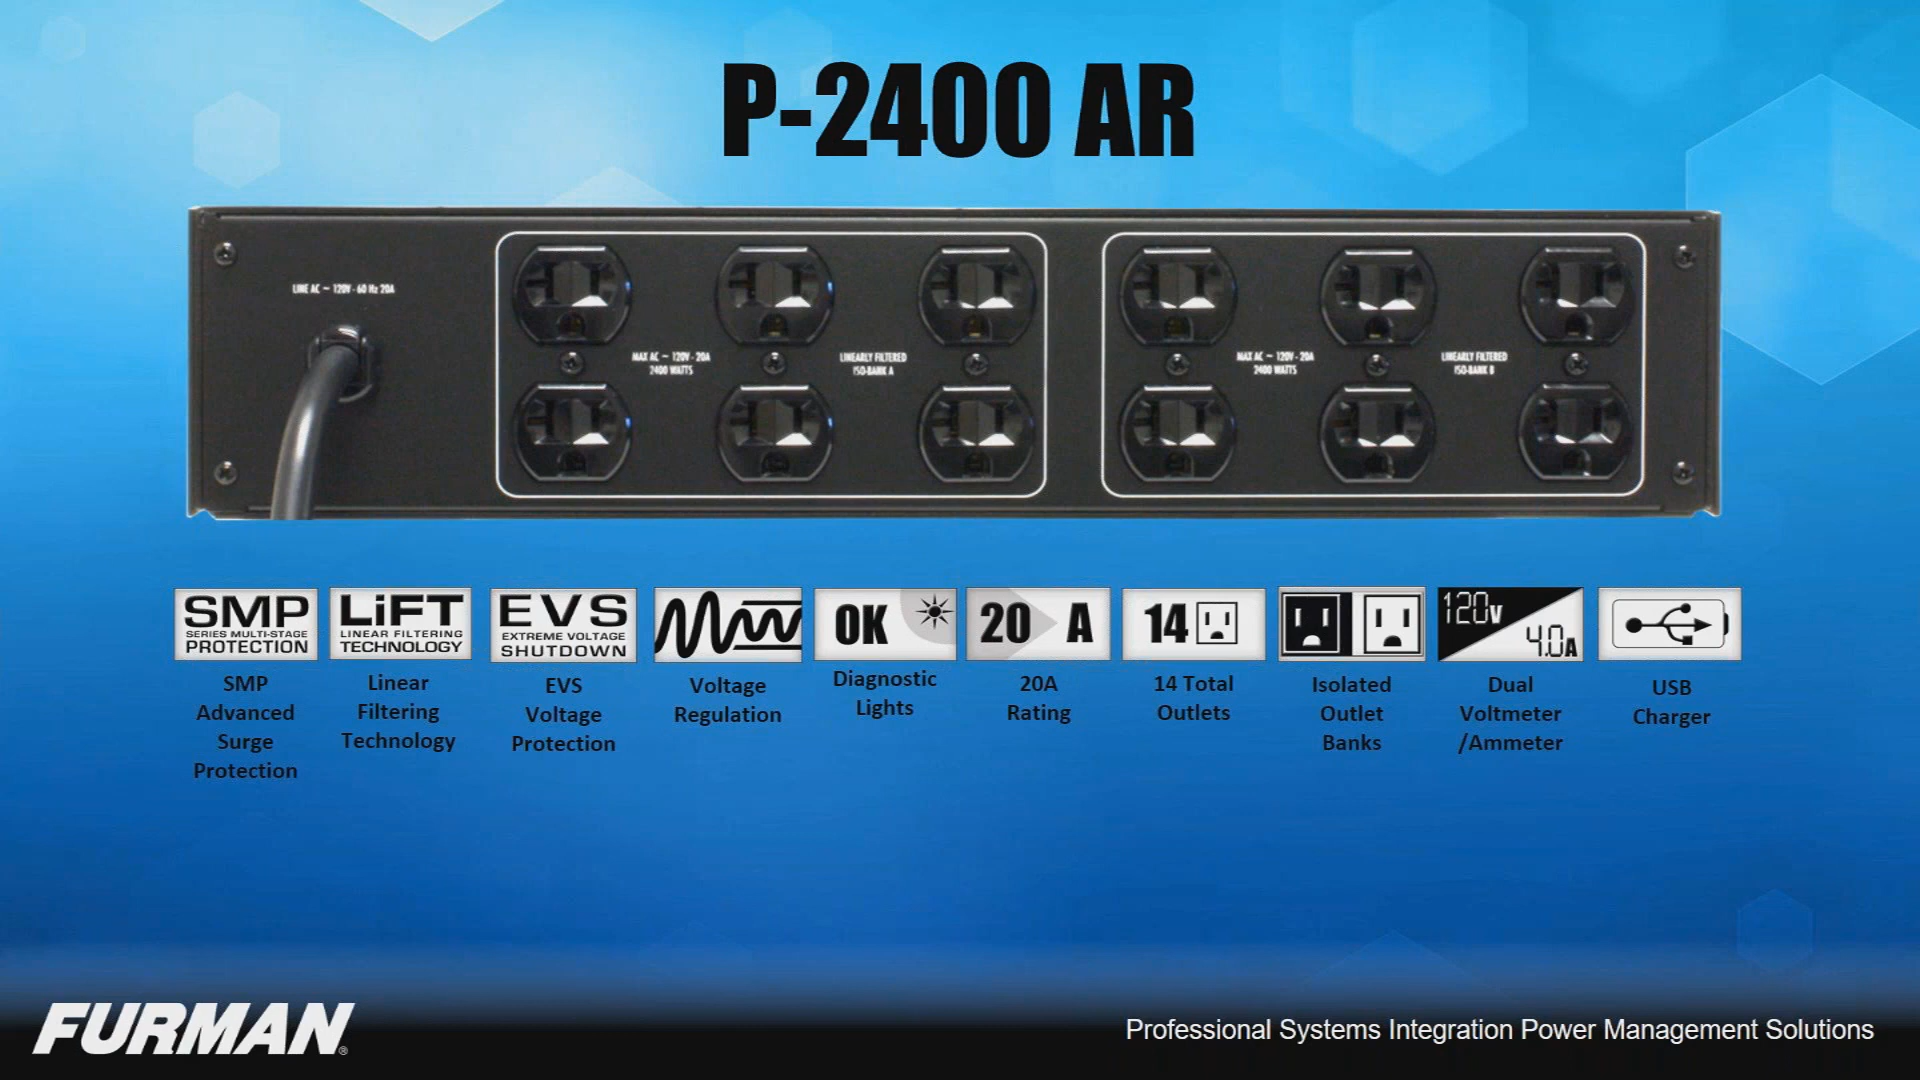 P-2400 AR
LINE AC ~ 120V - 60 Hz 20A
MAX AC ~ 120V - 20A
2400 WATTS
LINEARLY FILTERED
ISO-BANK A
MAX AC ~ 120V - 20A
2400 WATTS
LINEARLY FILTERED
ISO-BANK B
SMP
SERIES MULTI-STAGE
PROTECTION
LiFT
LINEAR FILTERING
TECHNOLOGY
EVS
EXTREME VOLTAGE
SHUTDOWN
OK
20 A
14
120V
4.0A
SMP
Advanced
Surge
Protection
Linear
Filtering
Technology
EVS
Voltage
Protection
Voltage
Regulation
Diagnostic
Lights
20A
Rating
14 Total
Outlets
Isolated
Outlet
Banks
Dual
Voltmeter
/Ammeter
USB
Charger
FURMAN®
Professional Systems Integration Power Management Solutions